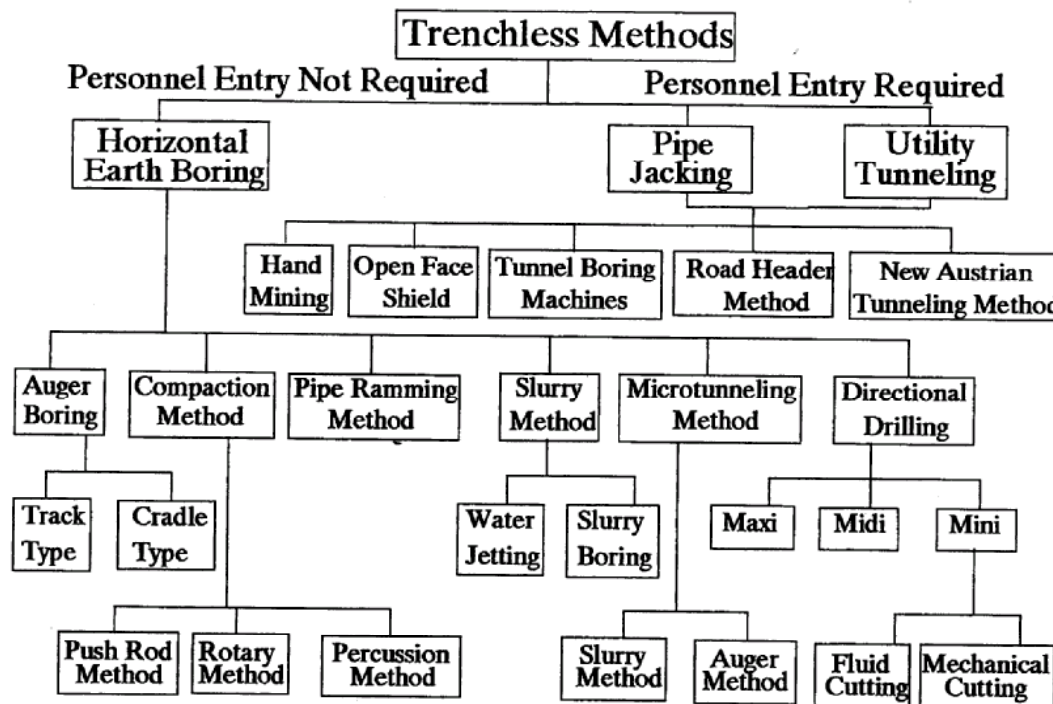 Trenchless Methods
Personnel Entry Not Required
Personnel Entry Required
Horizontal
Earth Boring
Pipe
Jacking
Utility
Tunneling
Hand
Mining
Open Face
Shield
Tunnel Boring
Machines
Road Header
Method
New Austrian
Tunneling Method
Auger
Boring
Compaction
Method
Pipe Ramming
Method
Slurry
Method
Microtunneling
Method
Directional
Drilling
Track
Type
Cradle
Type
Water
Jetting
Slurry
Boring
Maxi
Midi
Mini
Push Rod
Method
Rotary
Method
Percussion
Method
Slurry
Method
Auger
Method
Fluid
Cutting
Mechanical
Cutting